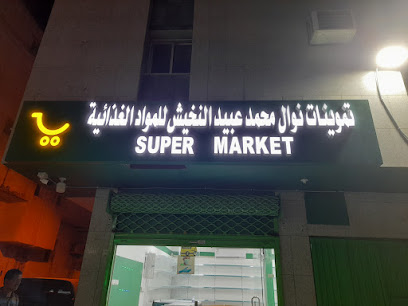 تموينات نوال محمد عبيد النخيش للمواد الغذائية
SUPER MARKET